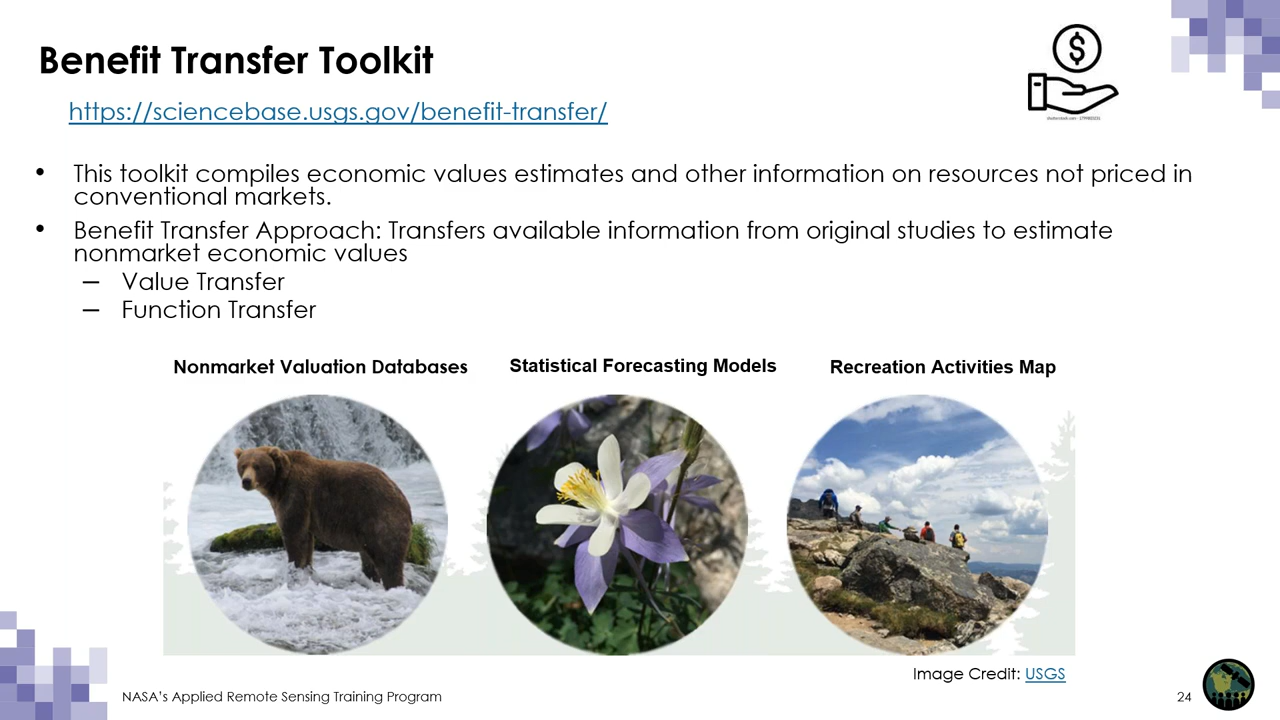 Benefit Transfer Toolkit
https://sciencebase.usgs.gov/benefit-transfer/
• This toolkit compiles economic values estimates and other information on resources not priced in
conventional markets.
• Benefit Transfer Approach: Transfers available information from original studies to estimate
nonmarket economic values
– Value Transfer
– Function Transfer
Nonmarket Valuation Databases
Statistical Forecasting Models
Recreation Activities Map
Image Credit: USGS
NASA's Applied Remote Sensing Training Program
24